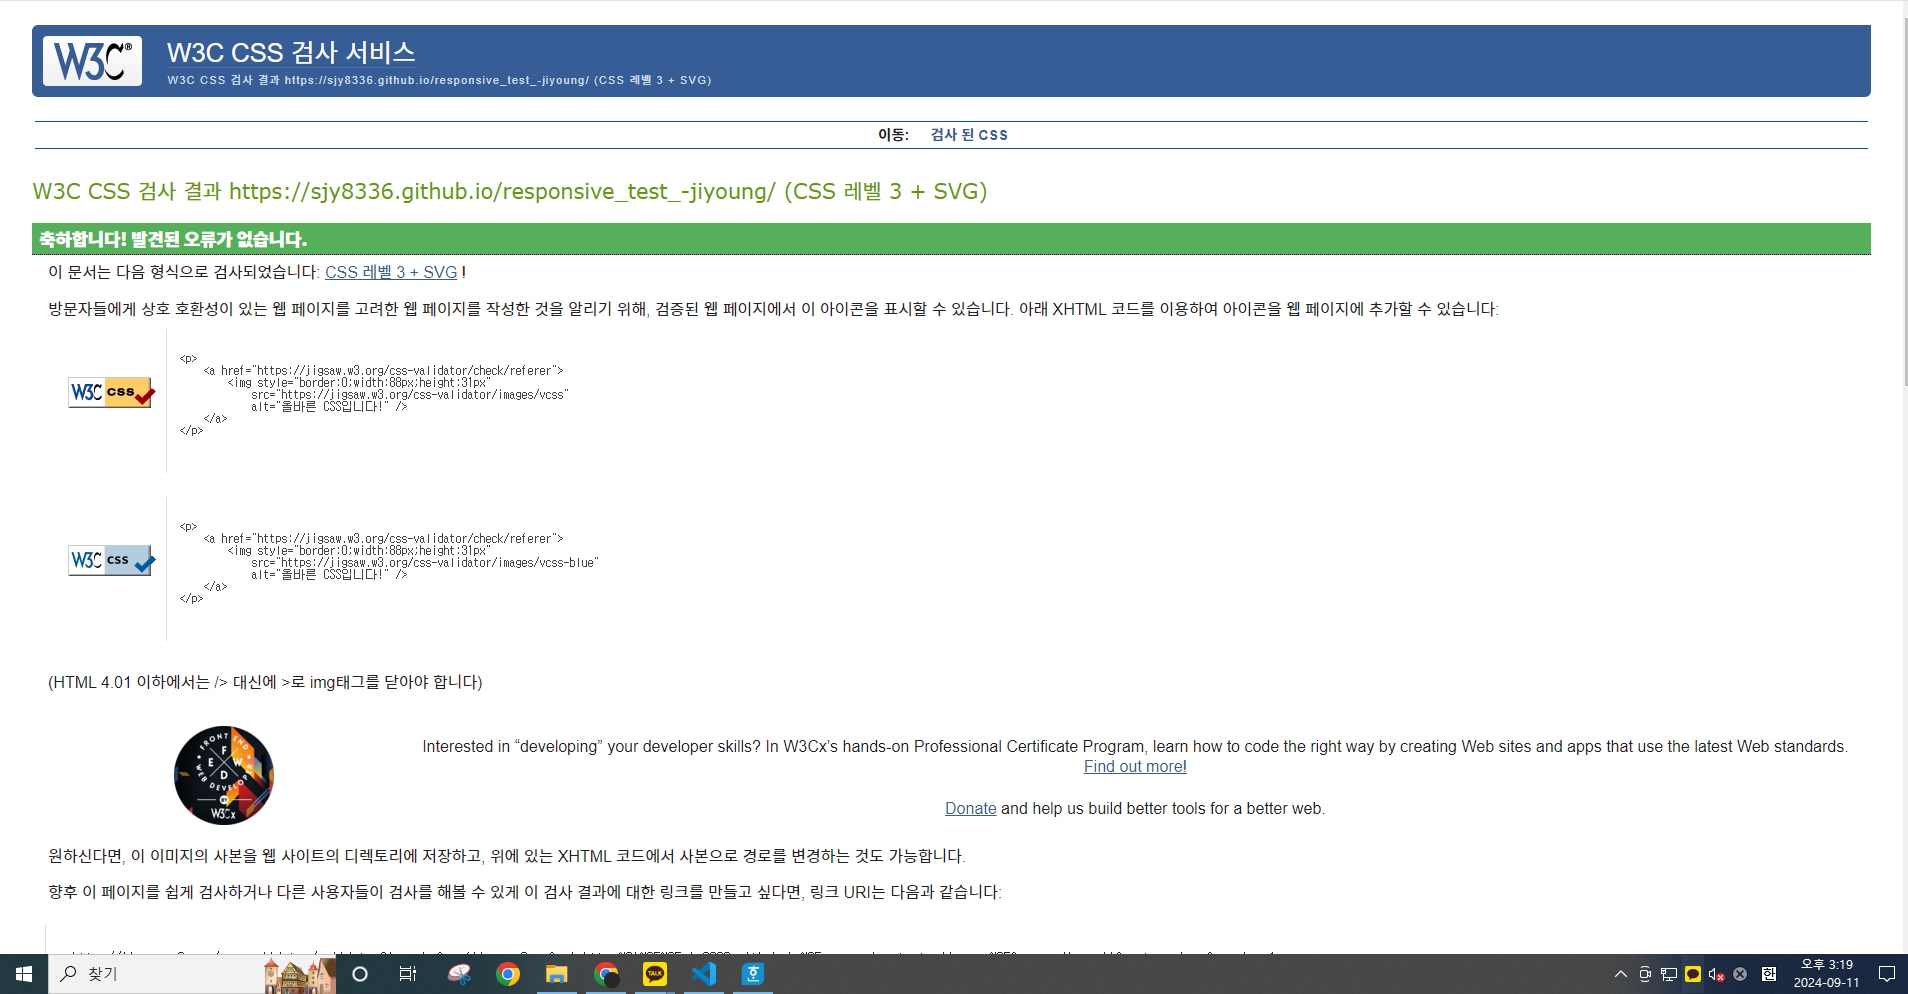 W3C®
W3C CSS 검사 서비스
W3C CSS 검사 결과 https://sjy8336.github.io/responsive_test_-jiyoung/ (CSS 레벨 3 + SVG)
이동: 검사 된 CSS
W3C CSS 검사 결과 https://sjy8336.github.io/responsive_test_-jiyoung/ (CSS 레벨 3 + SVG)
축하합니다! 발견된 오류가 없습니다.
이 문서는 다음 형식으로 검사되었습니다: CSS 레벨 3 + SVG !
방문자들에게 상호 호환성이 있는 웹 페이지를 고려한 웹 페이지를 작성한 것을 알리기 위해, 검증된 웹 페이지에서 이 아이콘을 표시할 수 있습니다. 아래 XHTML 코드를 이용하여 아이콘을 웹 페이지에 추가할 수 있습니다:
W3C css
<p>
<a href="https://jigsaw.w3.org/css-validator/check/referer">
<img style="border:0;width:88px;height:31px"
src="https://jigsaw.w3.org/css-validator/images/vcss"
alt="올바른 CSS입니다!" />
</a>
</p>
W3C css
<p>
<a href="https://jigsaw.w3.org/css-validator/check/referer">
<img style="border:0;width:88px;height:31px"
src="https://jigsaw.w3.org/css-validator/images/vcss-blue"
alt="올바른 CSS입니다!" />
</a>
</p>
(HTML 4.01 이하에서는 /> 대신에 >로 img태그를 닫아야 합니다)
FRONT END
F
E W
D
WEB DEVELOPER
W3Cx
Interested in “developing” your developer skills? In W3Cx’s hands-on Professional Certificate Program, learn how to code the right way by creating Web sites and apps that use the latest Web standards.
Find out more!
Donate and help us build better tools for a better web.
원하신다면, 이 이미지의 사본을 웹 사이트의 디렉토리에 저장하고, 위에 있는 XHTML 코드에서 사본으로 경로를 변경하는 것도 가능합니다.
향후 이 페이지를 쉽게 검사하거나 다른 사용자들이 검사를 해볼 수 있게 이 검사 결과에 대한 링크를 만들고 싶다면, 링크 URI는 다음과 같습니다:
찾기
TALK
한
오후 3:19
2024-09-11